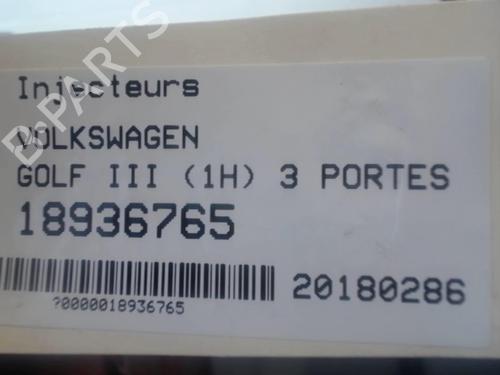 B-PARTS
Injecteurs
VOLKSWAGEN
GOLF III (1H) 3 PORTES
18936765
20180286
?0000018936765